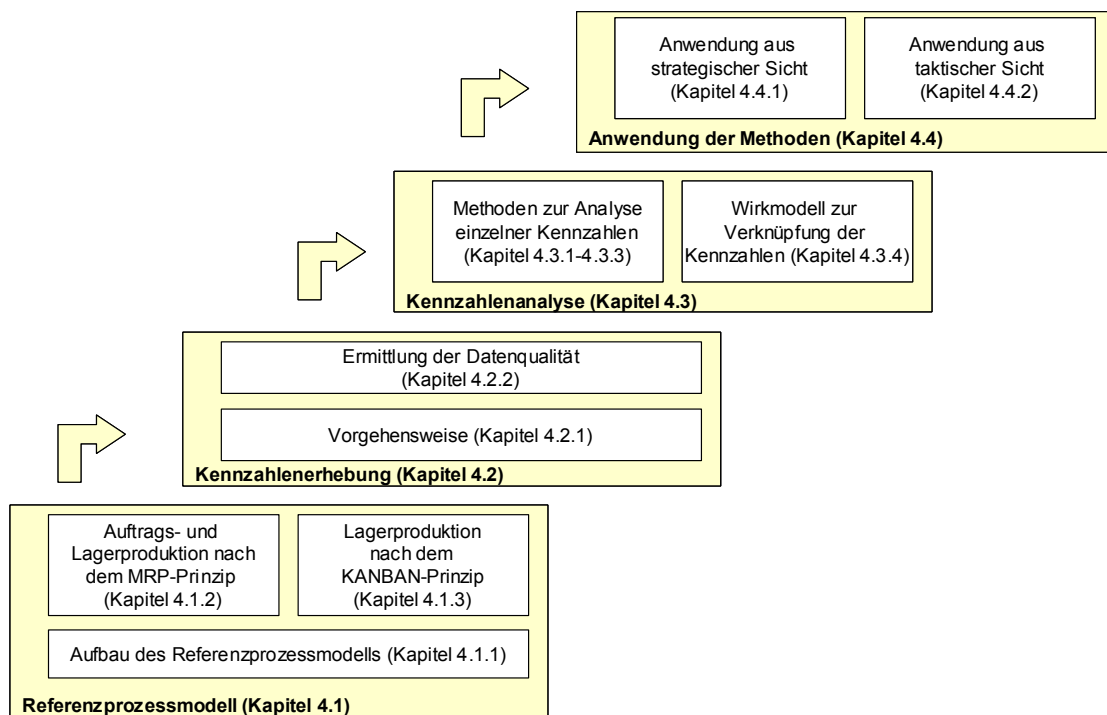 Anwendung aus
strategischer Sicht
(Kapitel 4.4.1)
Anwendung aus
taktischer Sicht
(Kapitel 4.4.2)
Anwendung der Methoden (Kapitel 4.4)
Methoden zur Analyse
einzelner Kennzahlen
(Kapitel 4.3.1-4.3.3)
Wirkmodell zur
Verknüpfung der
Kennzahlen (Kapitel 4.3.4)
Kennzahlenanalyse (Kapitel 4.3)
Ermittlung der Datenqualität
(Kapitel 4.2.2)
Vorgehensweise (Kapitel 4.2.1)
Kennzahlenerhebung (Kapitel 4.2)
Auftrags- und
Lagerproduktion nach
dem MRP-Prinzip
(Kapitel 4.1.2)
Lagerproduktion
nach dem
KANBAN-Prinzip
(Kapitel 4.1.3)
Aufbau des Referenzprozessmodells (Kapitel 4.1.1)
Referenzprozessmodell (Kapitel 4.1)